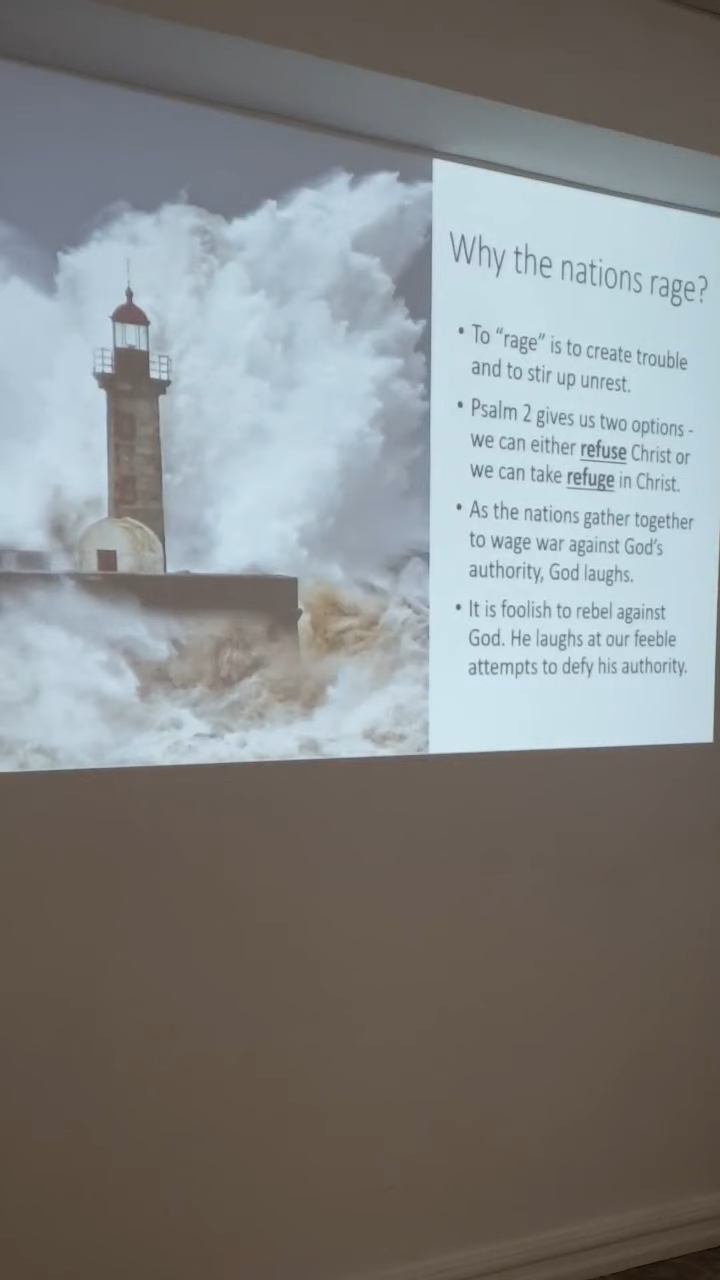 Why the nations rage?
• To “rage” is to create trouble
and to stir up unrest.
• Psalm 2 gives us two options -
we can either refuse Christ or
we can take refuge in Christ.
• As the nations gather together
to wage war against God's
authority, God laughs.
• It is foolish to rebel against
God. He laughs at our feeble
attempts to defy his authority.